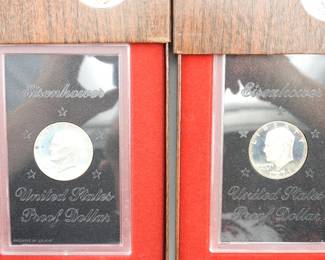 Eisenhower
United States
Proof Dollar
Eisenhower
United States
Proof Dollar